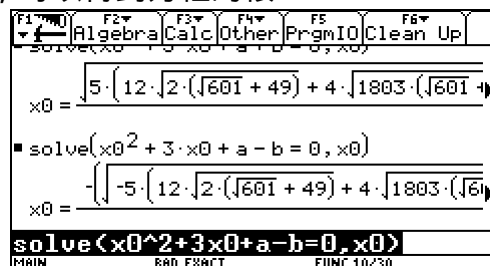 F1 F2 F3 F4 F5 F6
Algebra Calc Other PrgmIO Clean Up
x0 = √5·(12·√2·(√601 + 49) + 4·√1803·(√601 +
solve(x0² + 3·x0 + a - b = 0, x0)
-(√-5·(12·√2·(√601 + 49) + 4·√1803·(√6
x0 =
solve(x0^2+3x0+a-b=0,x0)
MAIN RAD EXACT FUNC 10/30